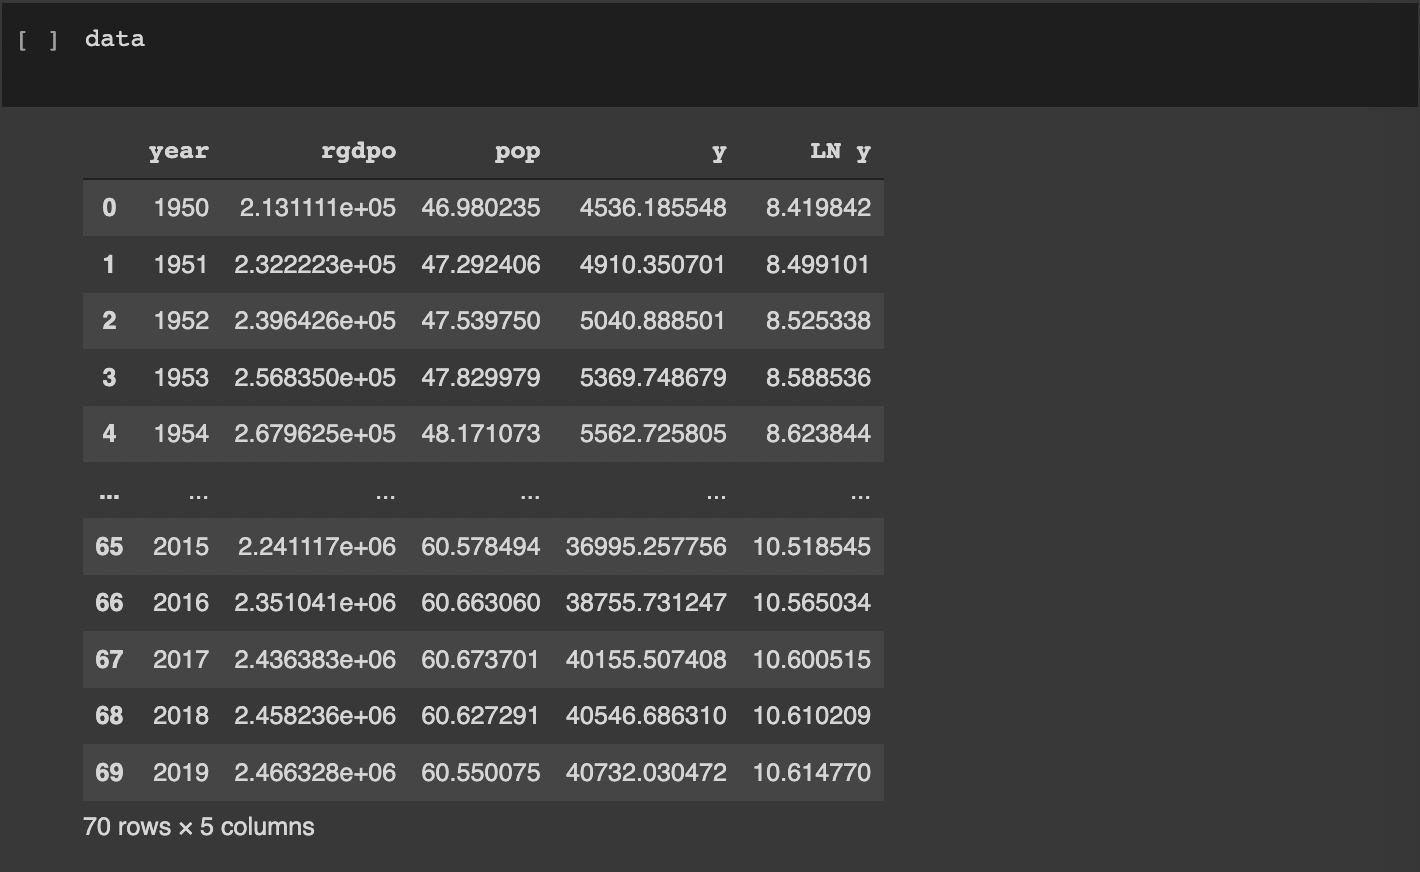 [ ] data
year rgdpo pop y LN y
0 1950 2.131111e+05 46.980235 4536.185548 8.419842
1 1951 2.322223e+05 47.292406 4910.350701 8.499101
2 1952 2.396426e+05 47.539750 5040.888501 8.525338
3 1953 2.568350e+05 47.829979 5369.748679 8.588536
4 1954 2.679625e+05 48.171073 5562.725805 8.623844
... ... ... ... ... ...
65 2015 2.241117e+06 60.578494 36995.257756 10.518545
66 2016 2.351041e+06 60.663060 38755.731247 10.565034
67 2017 2.436383e+06 60.673701 40155.507408 10.600515
68 2018 2.458236e+06 60.627291 40546.686310 10.610209
69 2019 2.466328e+06 60.550075 40732.030472 10.614770
70 rows × 5 columns